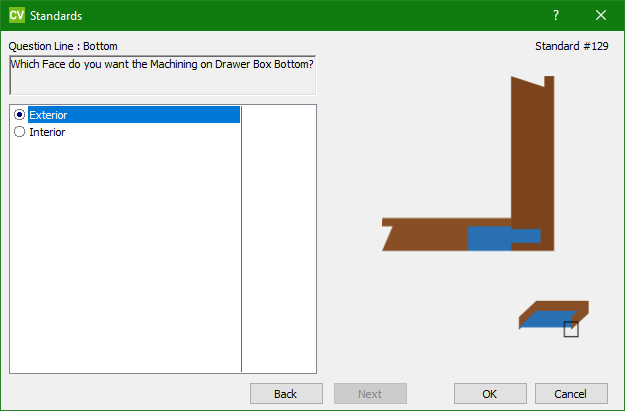 CV Standards
Question Line : Bottom
Standard #129
Which Face do you want the Machining on Drawer Box Bottom?
Exterior
Interior
Back
Next
OK
Cancel